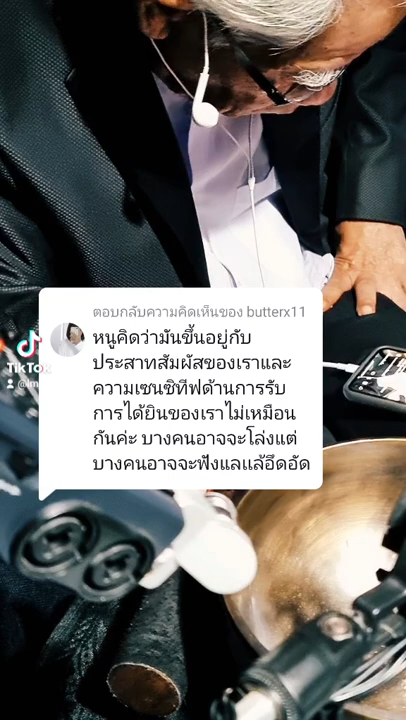 ตอบกลับความคิดเห็นของ butterx11
หนูคิดว่ามันขึ้นอยู่กับ
ประสาทสัมผัสของเราและ
ความเซนซิทีฟด้านการรับ
การได้ยินของเราไม่เหมือน
กันค่ะ บางคนอาจจะโล่งแต่
บางคนอาจจะฟังแลแล้อึดอัด
TikTok